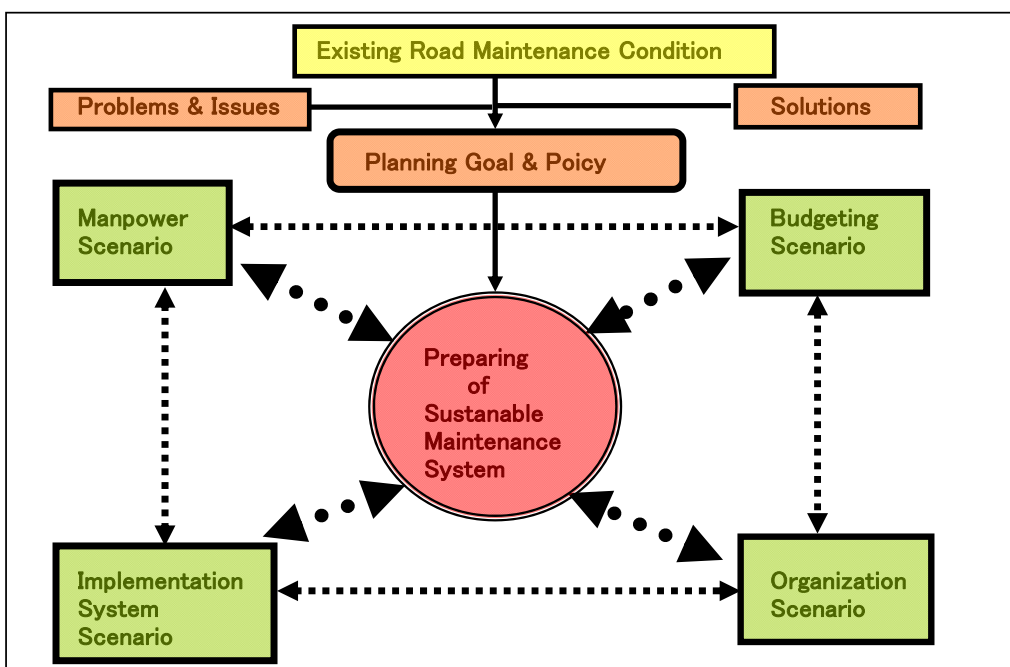 Existing Road Maintenance Condition
Problems & Issues
Solutions
Planning Goal & Poicy
Manpower
Scenario
Budgeting
Scenario
Preparing
of
Sustanable
Maintenance
System
Implementation
System
Scenario
Organization
Scenario